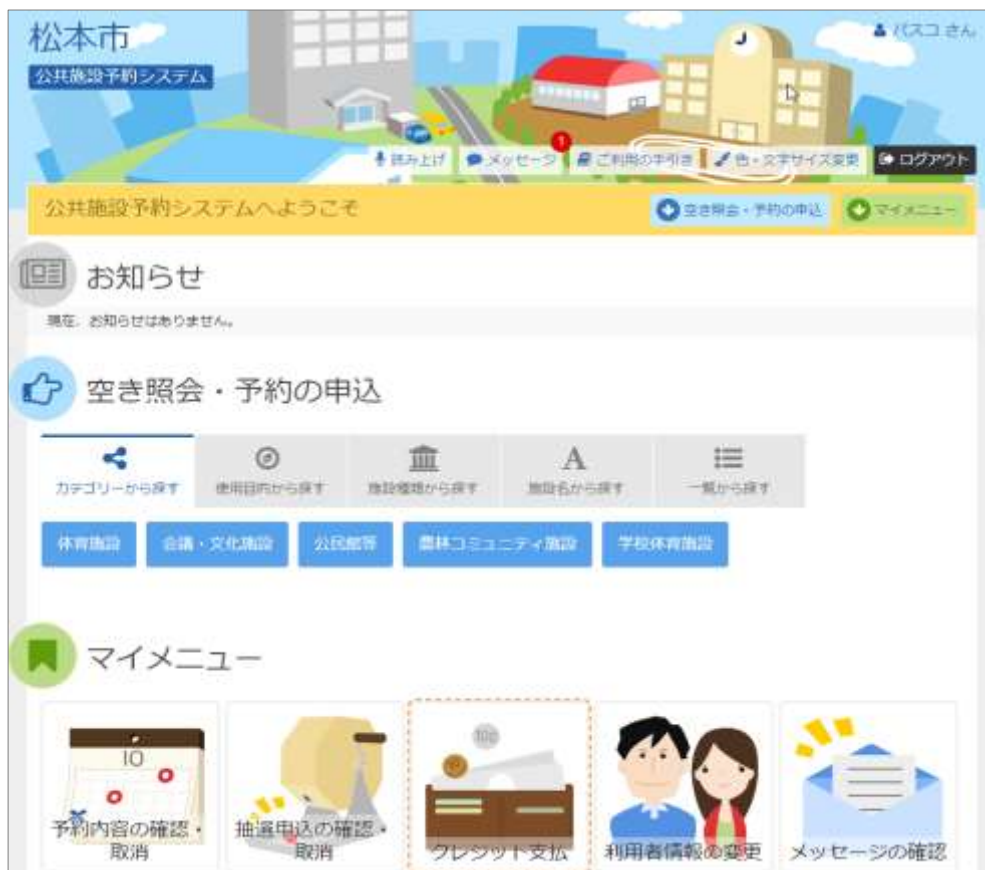 松本市
公共施設予約システム
パスコ さん
読み上げ
メッセージ
1
ご利用の手引き
色・文字サイズ変更
ログアウト
公共施設予約システムへようこそ
空き照会・予約の申込
マイメニュー
お知らせ
現在、お知らせはありません。
空き照会・予約の申込
カテゴリーから探す
使用目的から探す
施設種類から探す
A
施設名から探す
一覧から探す
体育施設
会議・文化施設
公民館等
農林コミュニティ施設
学校体育施設
マイメニュー
10
予約内容の確認・
取消
抽選申込の確認・
取消
クレジット支払
利用者情報の変更
メッセージの確認